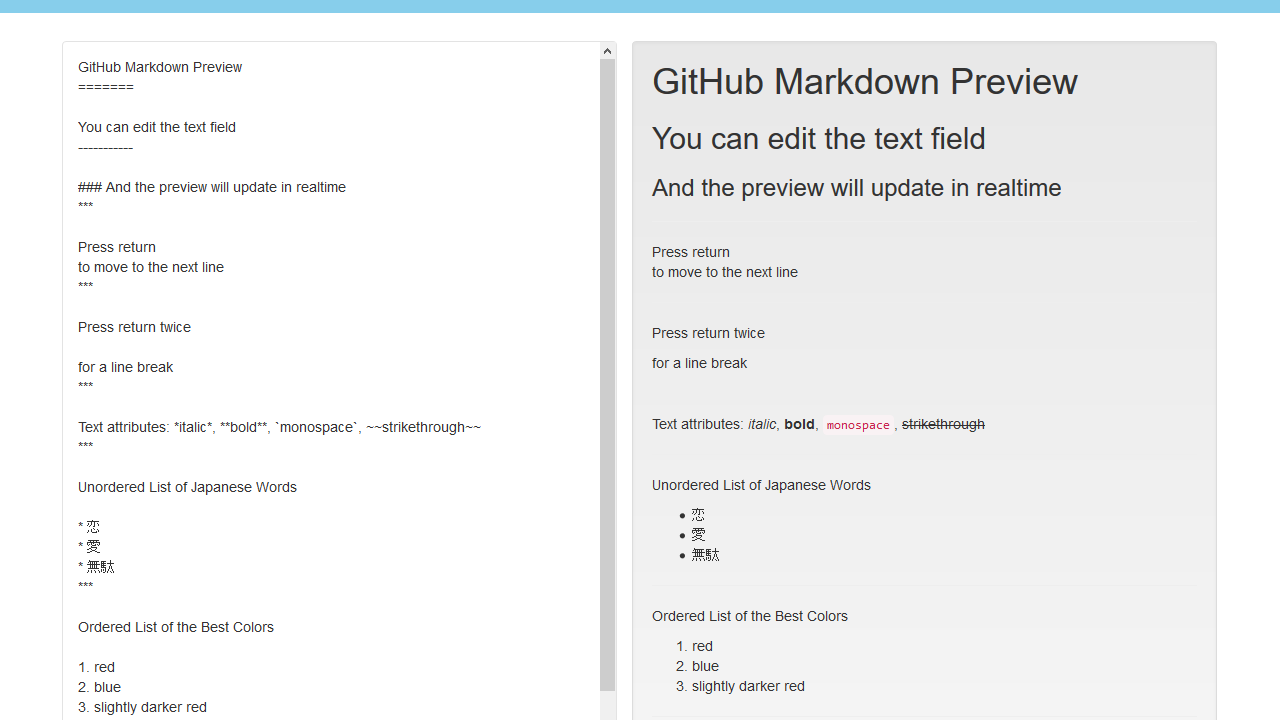 GitHub Markdown Preview
=======
You can edit the text field
-----------
### And the preview will update in realtime
***
Press return
to move to the next line
***
Press return twice
for a line break
***
Text attributes: *italic*, **bold**, `monospace`, ~~strikethrough~~
***
Unordered List of Japanese Words
* 恋
* 愛
* 無駄
***
Ordered List of the Best Colors
1. red
2. blue
3. slightly darker red
GitHub Markdown Preview
You can edit the text field
And the preview will update in realtime
Press return
to move to the next line
Press return twice
for a line break
Text attributes: italic, bold, monospace, strikethrough
Unordered List of Japanese Words
• 恋
• 愛
• 無駄
Ordered List of the Best Colors
1. red
2. blue
3. slightly darker red